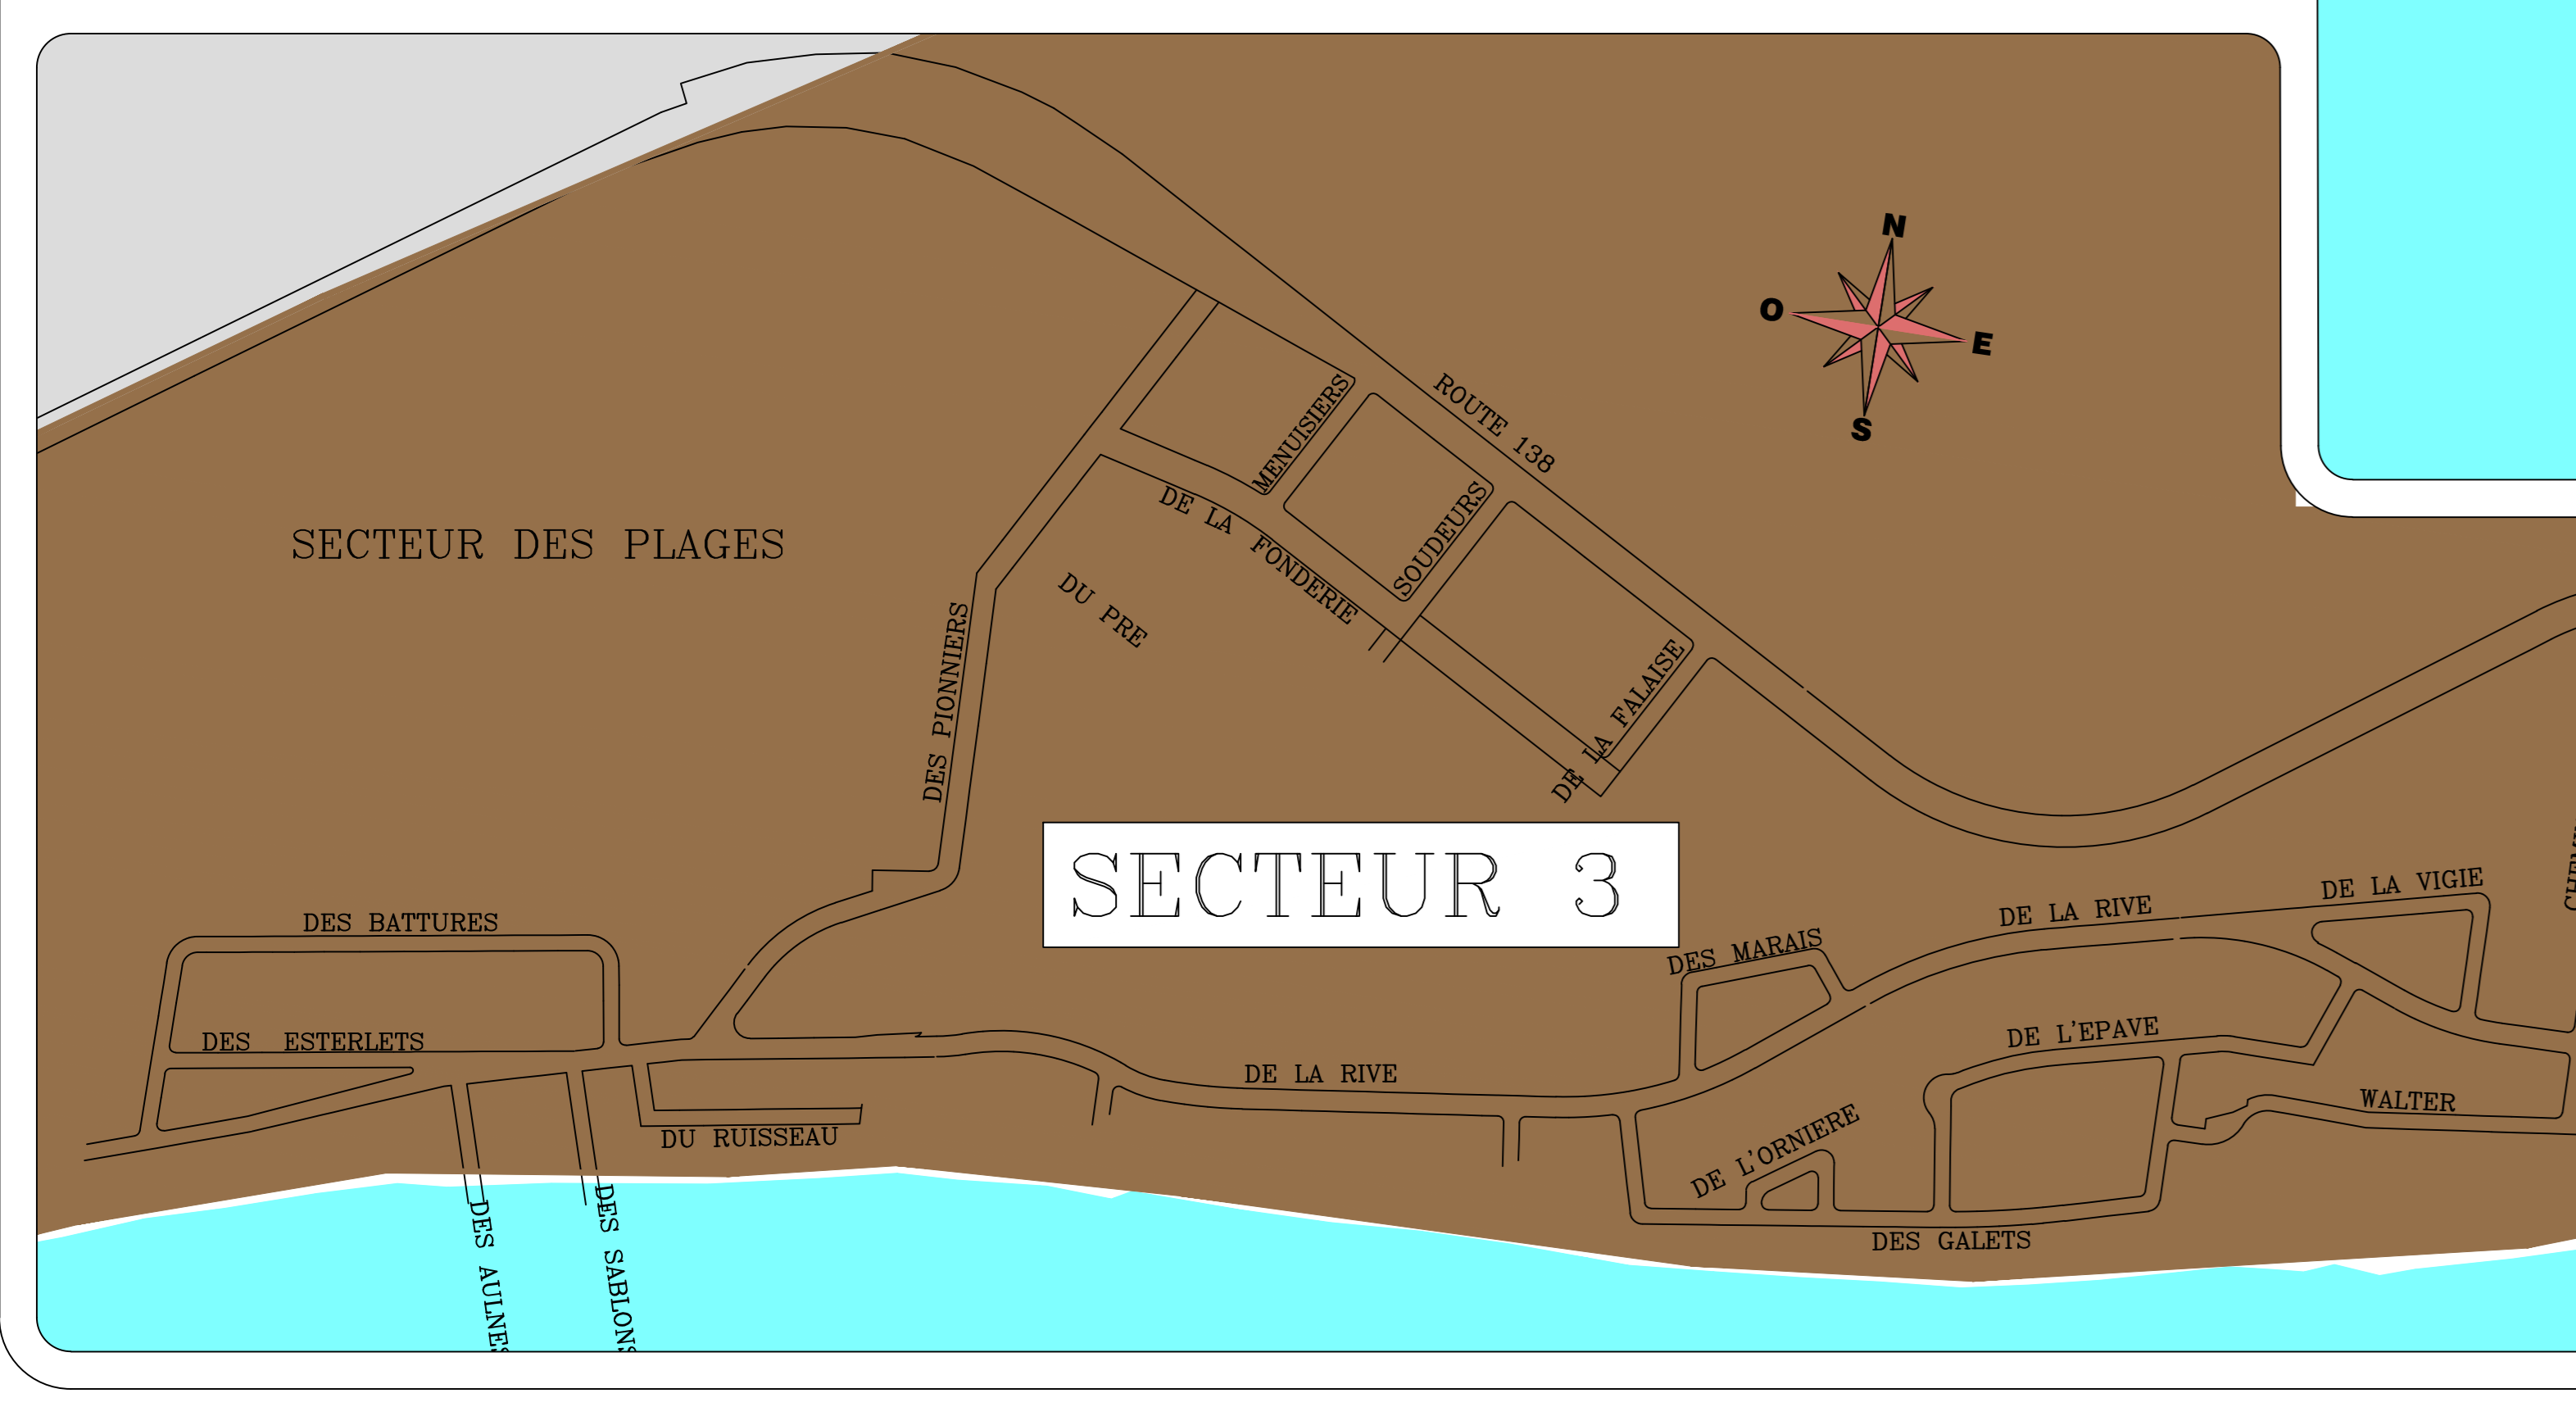 N
O
E
S
ROUTE 138
MENUISIERS
SOUDEURS
DE LA FONDERIE
SECTEUR DES PLAGES
DU PRE
DES PIONNIERS
DE LA FALAISE
SECTEUR 3
DE LA VIGIE
DE LA RIVE
DES BATTURES
DES MARAIS
DES ESTERLETS
DE L'EPAVE
DE LA RIVE
WALTER
DU RUISSEAU
DE L'ORNIERE
DES GALETS
DES AULNES
DES SABLONS